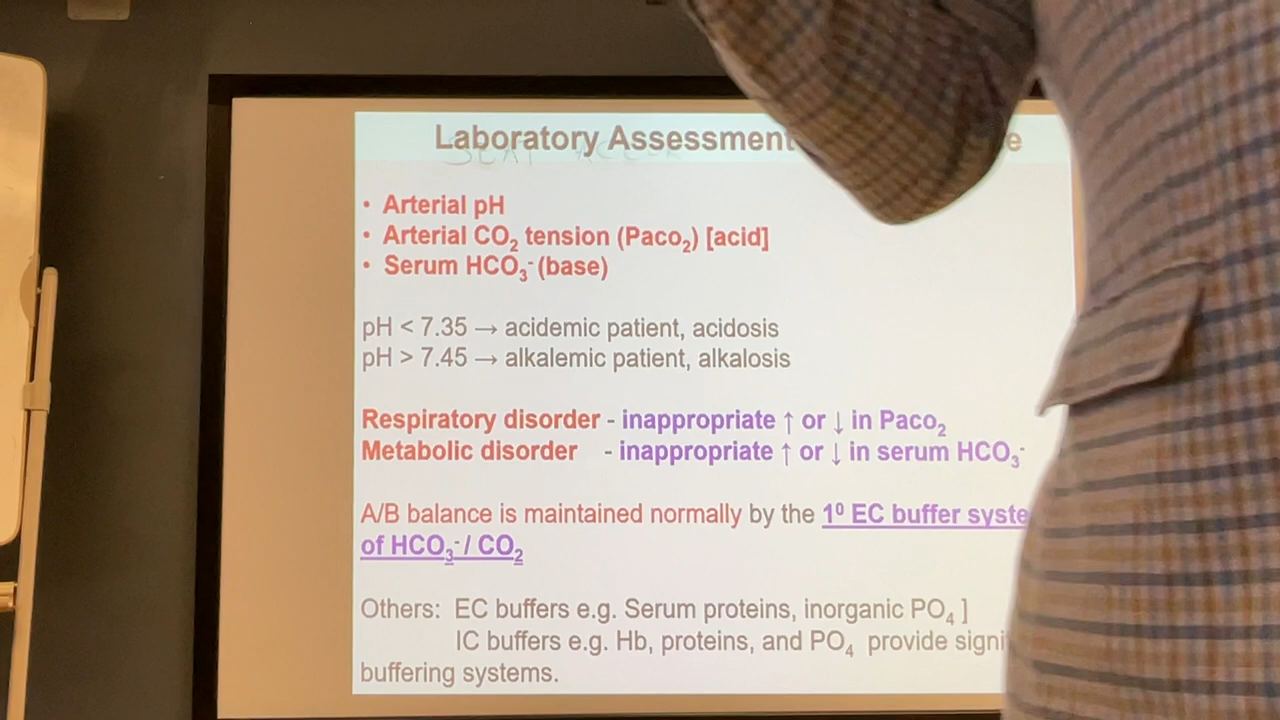 Laboratory Assessment
• Arterial pH
• Arterial CO₂ tension (Paco₂) [acid]
• Serum HCO₃⁻ (base)
pH < 7.35 → acidemic patient, acidosis
pH > 7.45 → alkalemic patient, alkalosis
Respiratory disorder - inappropriate ↑ or ↓ in Paco₂
Metabolic disorder - inappropriate ↑ or ↓ in serum HCO₃⁻
A/B balance is maintained normally by the 1⁰ EC buffer syste
of HCO₃⁻/ CO₂
Others: EC buffers e.g. Serum proteins, inorganic PO₄ ]
IC buffers e.g. Hb, proteins, and PO₄ provide signi
buffering systems.